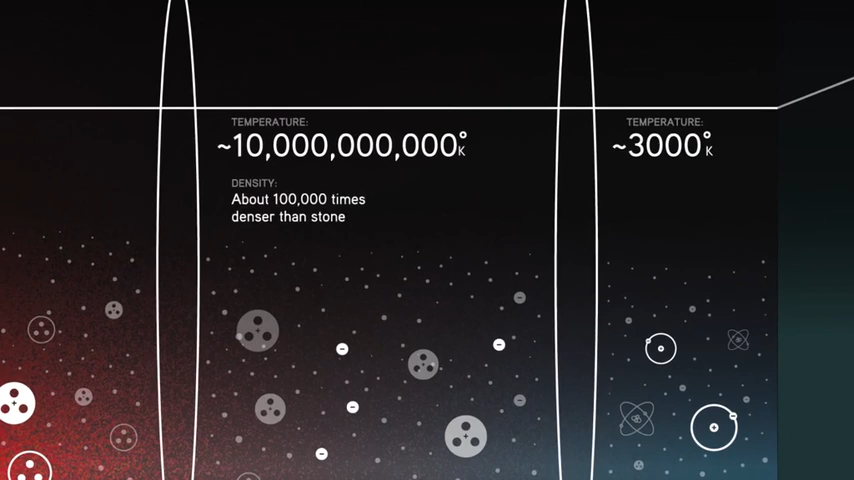 TEMPERATURE:
~10,000,000,000°K
DENSITY:
About 100,000 times
denser than stone
TEMPERATURE:
~3000°K